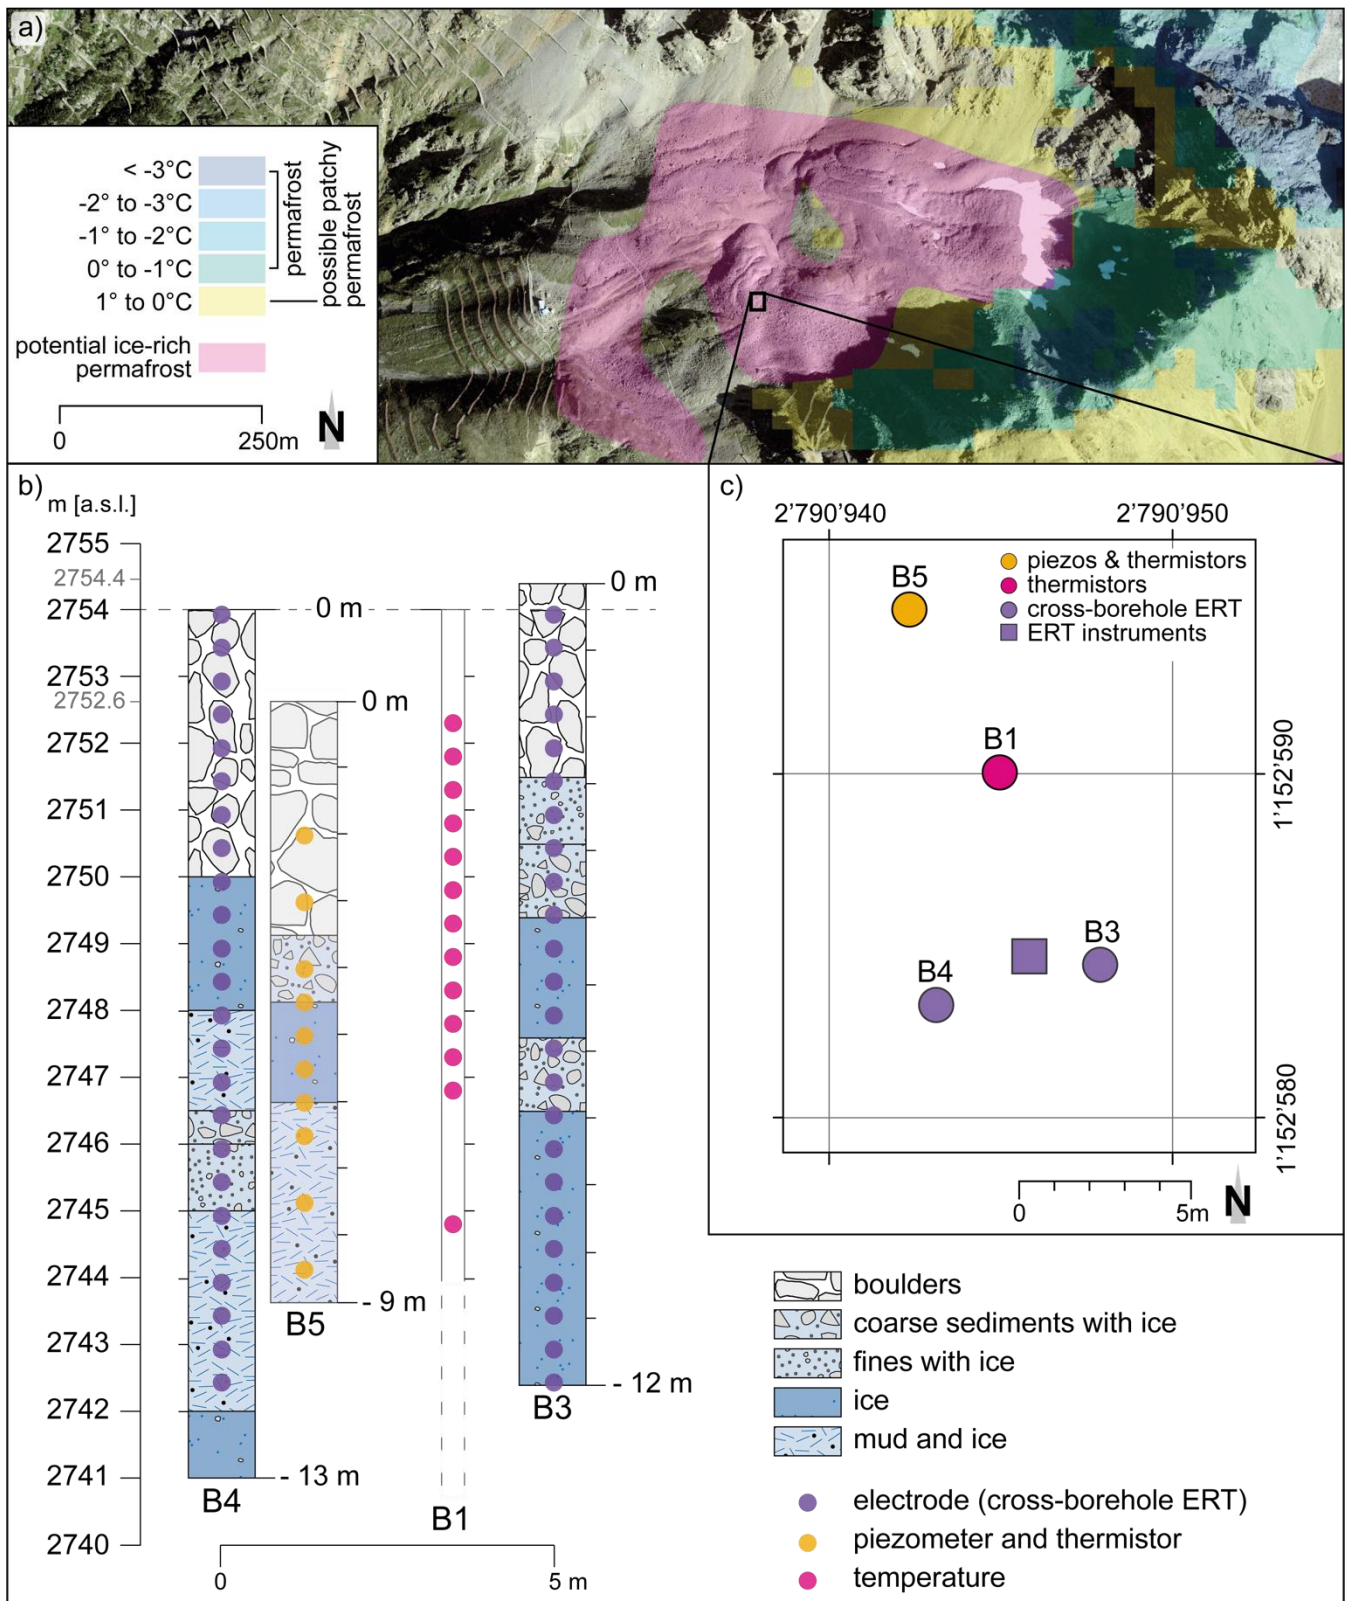 a)
< -3°C
-2° to -3°C
-1° to -2°C
0° to -1°C
1° to 0°C
permafrost
possible patchy
permafrost
potential ice-rich
permafrost
0
250m
N
b)
m [a.s.l.]
2755
2754.4
2754
2753
2752.6
2752
2751
2750
2749
2748
2747
2746
2745
2744
2743
2742
2741
2740
0 m
0 m
0 m
- 9 m
B5
- 12 m
B3
- 13 m
B4
B1
0
5 m
c)
2'790'940
2'790'950
piezos & thermistors
thermistors
cross-borehole ERT
ERT instruments
B5
B1
B3
B4
1'152'590
1'152'580
0
5m
N
boulders
coarse sediments with ice
fines with ice
ice
mud and ice
electrode (cross-borehole ERT)
piezometer and thermistor
temperature